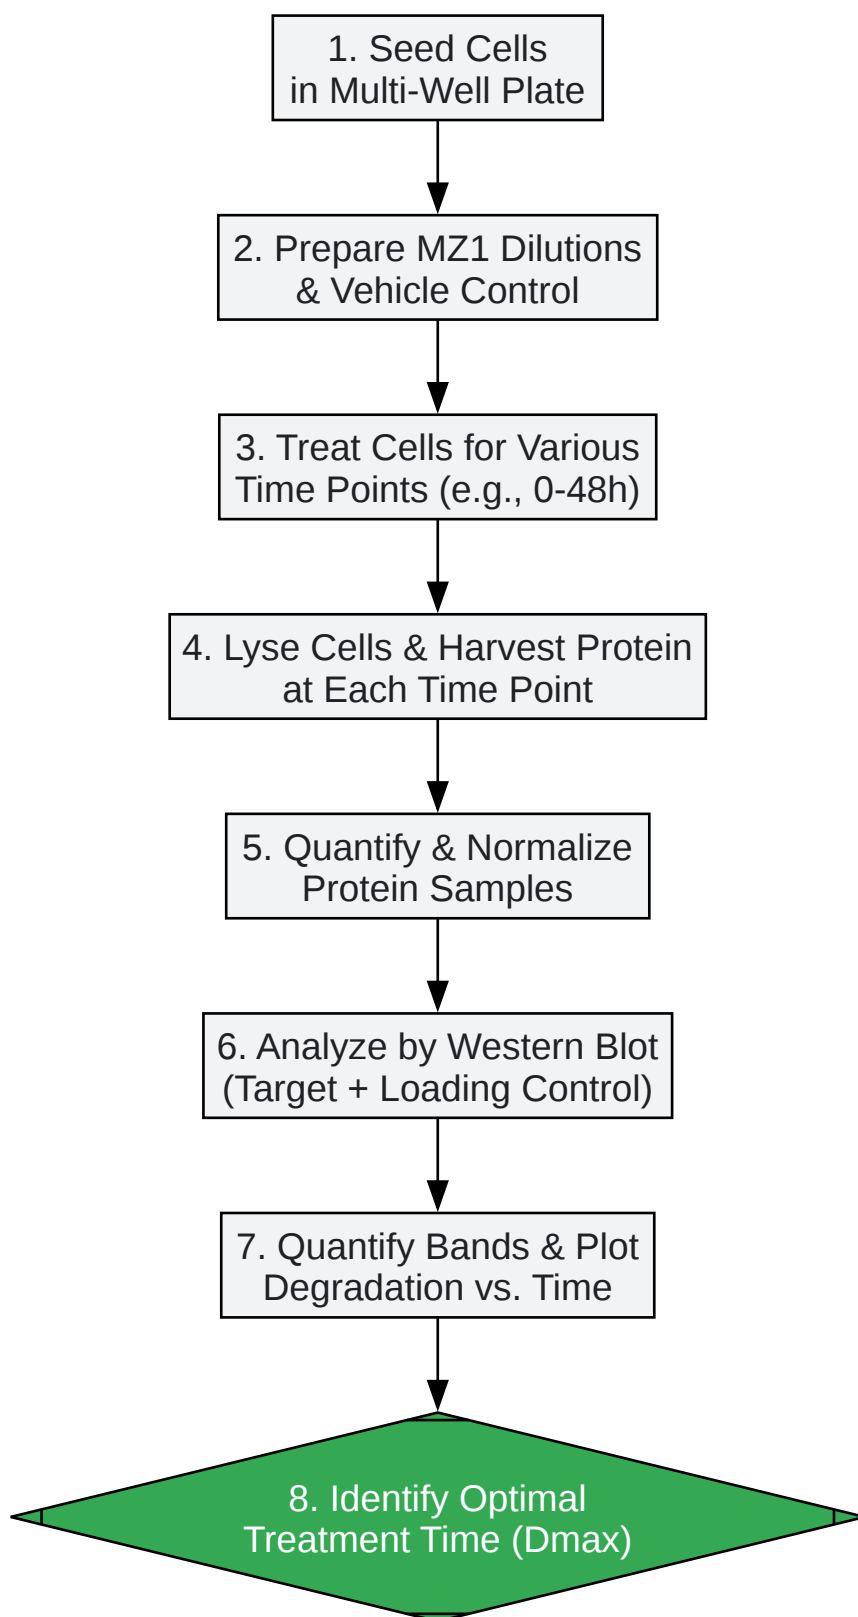 1. Seed Cells
in Multi-Well Plate
2. Prepare MZ1 Dilutions
& Vehicle Control
3. Treat Cells for Various
Time Points (e.g., 0-48h)
4. Lyse Cells & Harvest Protein
at Each Time Point
5. Quantify & Normalize
Protein Samples
6. Analyze by Western Blot
(Target + Loading Control)
7. Quantify Bands & Plot
Degradation vs. Time
8. Identify Optimal
Treatment Time (Dmax)